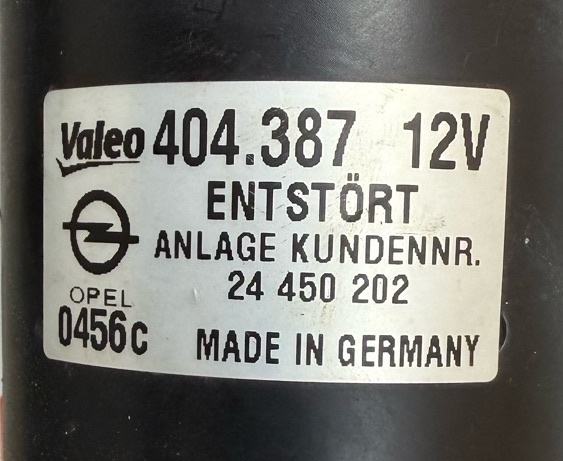 Valeo 404.387 12V
ENTSTÖRT
ANLAGE KUNDENNR.
24 450 202
OPEL
0456C MADE IN GERMANY